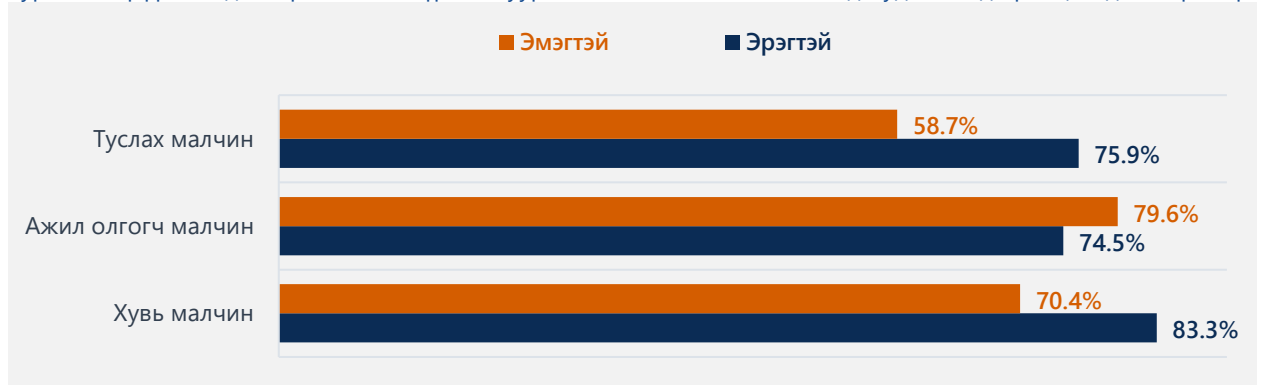 Эмэгтэй Эрэгтэй
Туслах малчин
58.7%
75.9%
Ажил олгогч малчин
79.6%
74.5%
Хувь малчин
70.4%
83.3%